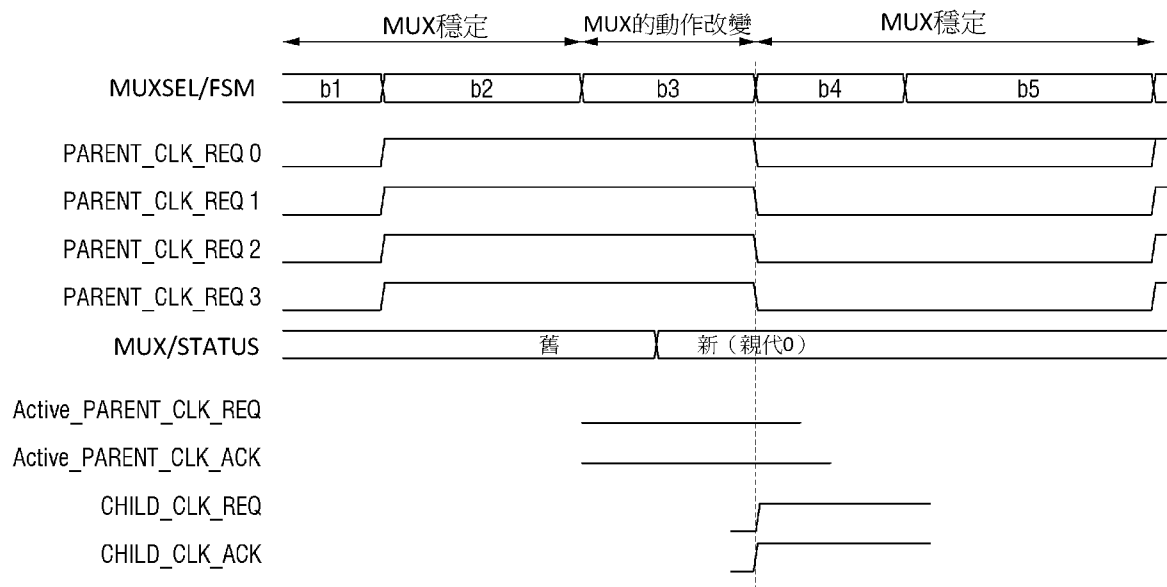 MUX穩定 MUX的動作改變 MUX穩定
MUXSEL/FSM b1 b2 b3 b4 b5
PARENT_CLK_REQ 0
PARENT_CLK_REQ 1
PARENT_CLK_REQ 2
PARENT_CLK_REQ 3
MUX/STATUS 舊 新（親代0）
Active_PARENT_CLK_REQ
Active_PARENT_CLK_ACK
CHILD_CLK_REQ
CHILD_CLK_ACK